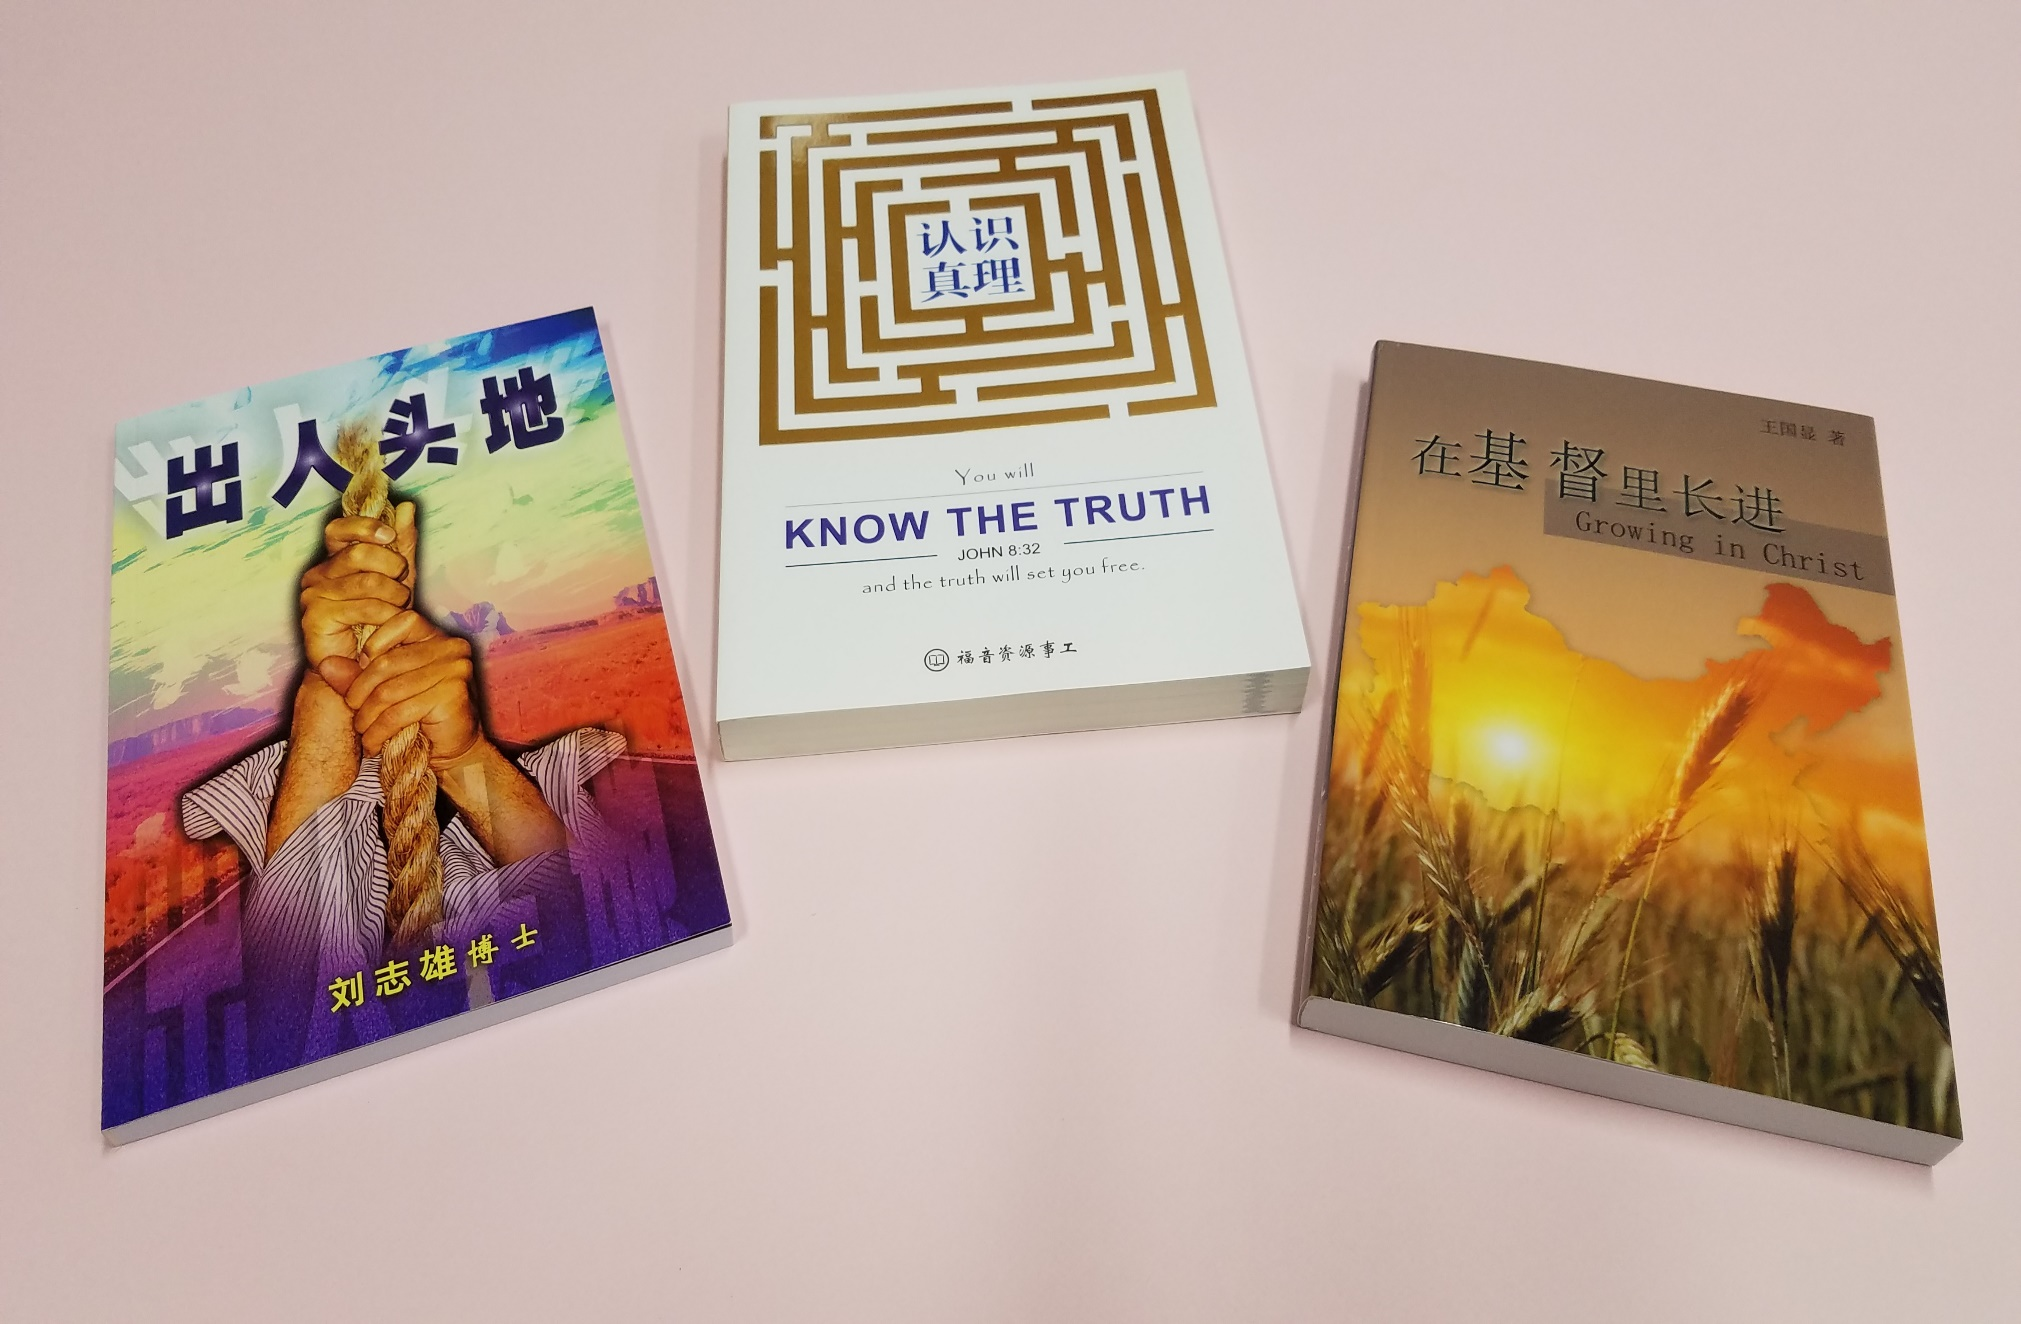 出人头地
刘志雄博士
认识
真理
You will
KNOW THE TRUTH
JOHN 8:32
and the truth will set you free.
福音资源事工
王国显 著
在基督里长进
Growing in Christ